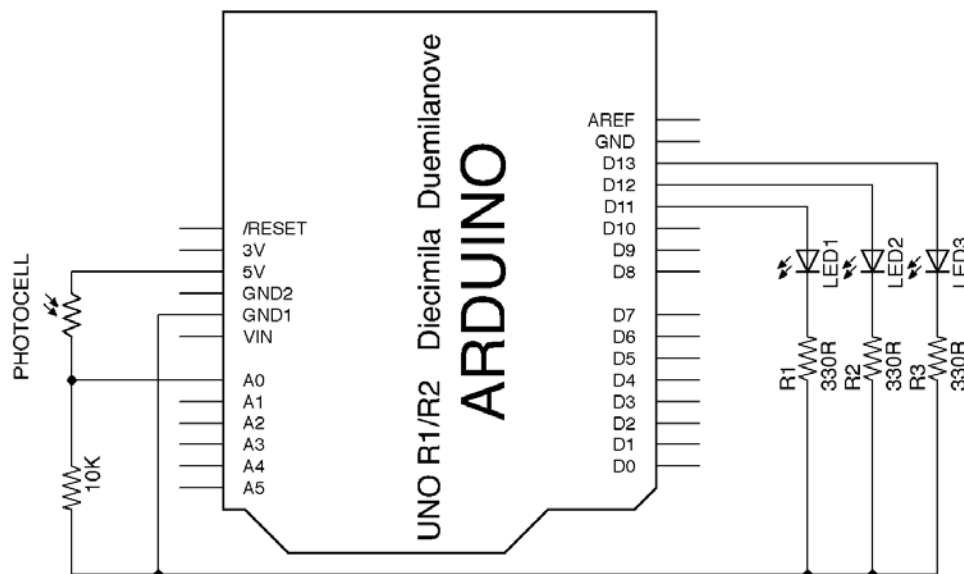 UNO R1/R2 Diecimila Duemilanove
ARDUINO
/RESET
3V
5V
GND2
GND1
VIN
A0
A1
A2
A3
A4
A5
AREF
GND
D13
D12
D11
D10
D9
D8
D7
D6
D5
D4
D3
D2
D1
D0
PHOTOCELL
10K
LED1
LED2
LED3
R1
330R
R2
330R
R3
330R